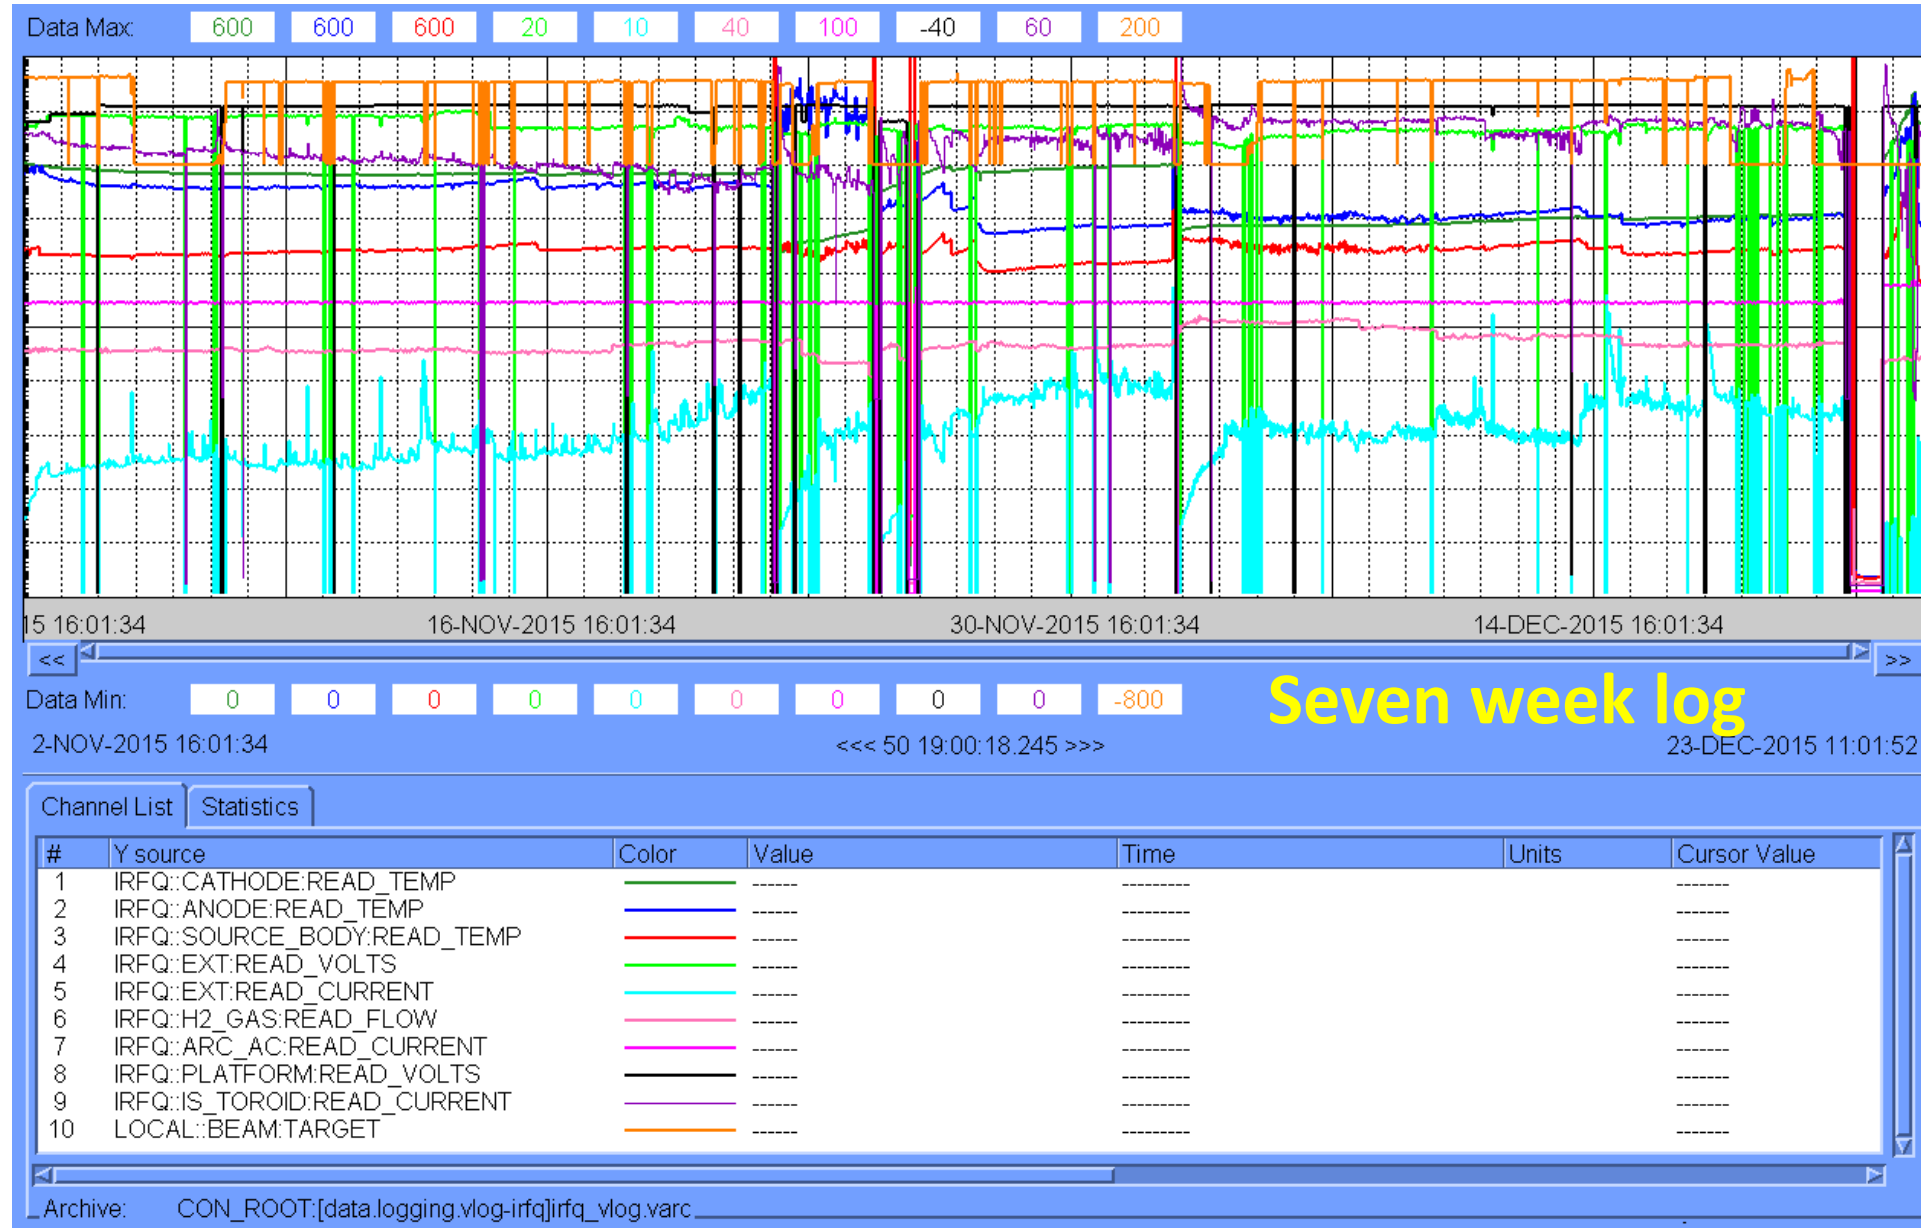 Data Max: 600 600 600 20 10 40 100 -40 60 200
15 16:01:34 16-NOV-2015 16:01:34 30-NOV-2015 16:01:34 14-DEC-2015 16:01:34
<< >>
Data Min: 0 0 0 0 0 0 0 0 0 -800
Seven week log
2-NOV-2015 16:01:34 <<< 50 19:00:18.245 >>> 23-DEC-2015 11:01:52
Channel List Statistics
# Y source Color Value Time Units Cursor Value
1 IRFQ::CATHODE:READ_TEMP ------ --------- -------
2 IRFQ::ANODE:READ_TEMP ------ --------- -------
3 IRFQ::SOURCE_BODY:READ_TEMP ------ --------- -------
4 IRFQ::EXT:READ_VOLTS ------ --------- -------
5 IRFQ::EXT:READ_CURRENT ------ --------- -------
6 IRFQ::H2_GAS:READ_FLOW ------ --------- -------
7 IRFQ::ARC_AC:READ_CURRENT ------ --------- -------
8 IRFQ::PLATFORM:READ_VOLTS ------ --------- -------
9 IRFQ::IS_TOROID:READ_CURRENT ------ --------- -------
10 LOCAL::BEAM:TARGET ------ --------- -------
Archive: CON_ROOT:[data.logging.vlog-irfq]irfq_vlog.varc